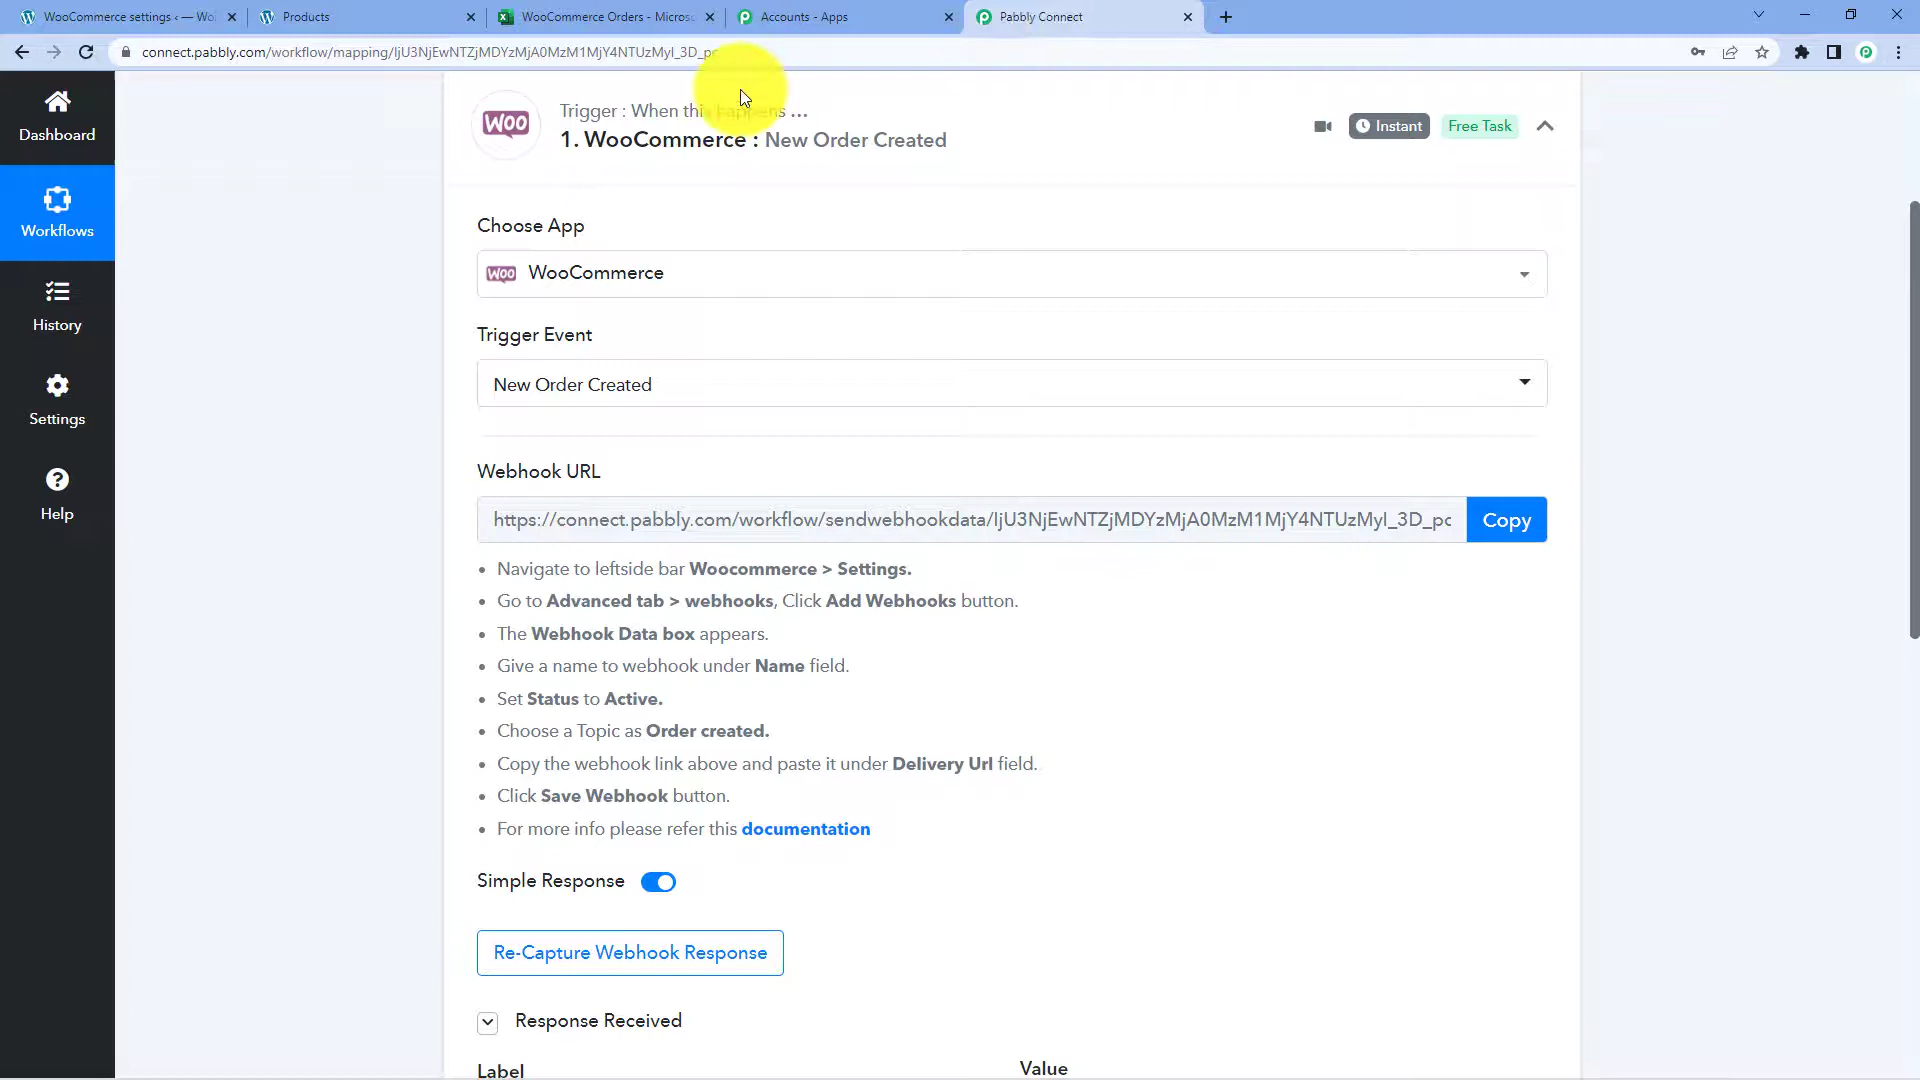 WooCommerce settings ‹ — Wo
Products
WooCommerce Orders - Micros
Accounts - Apps
Pabbly Connect
connect.pabbly.com/workflow/mapping/IjU3NjEwNTZjMDYzMjA0MzM1MjY4NTUzMyI_3D_pc
Dashboard
Workflows
History
Settings
Help
Woo
Trigger : When this happens ...
1. WooCommerce : New Order Created
Instant
Free Task
Choose App
Woo WooCommerce
Trigger Event
New Order Created
Webhook URL
https://connect.pabbly.com/workflow/sendwebhookdata/IjU3NjEwNTZjMDYzMjA0MzM1MjY4NTUzMyI_3D_pc
Copy
• Navigate to leftside bar Woocommerce > Settings.
• Go to Advanced tab > webhooks, Click Add Webhooks button.
• The Webhook Data box appears.
• Give a name to webhook under Name field.
• Set Status to Active.
• Choose a Topic as Order created.
• Copy the webhook link above and paste it under Delivery Url field.
• Click Save Webhook button.
• For more info please refer this documentation
Simple Response
Re-Capture Webhook Response
Response Received
Label
Value